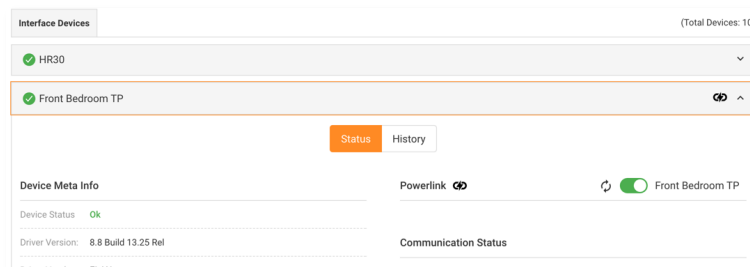 Interface Devices
(Total Devices: 10
HR30
Front Bedroom TP
Status History
Device Meta Info
Powerlink
Front Bedroom TP
Device Status Ok
Driver Version: 8.8 Build 13.25 Rel
Communication Status